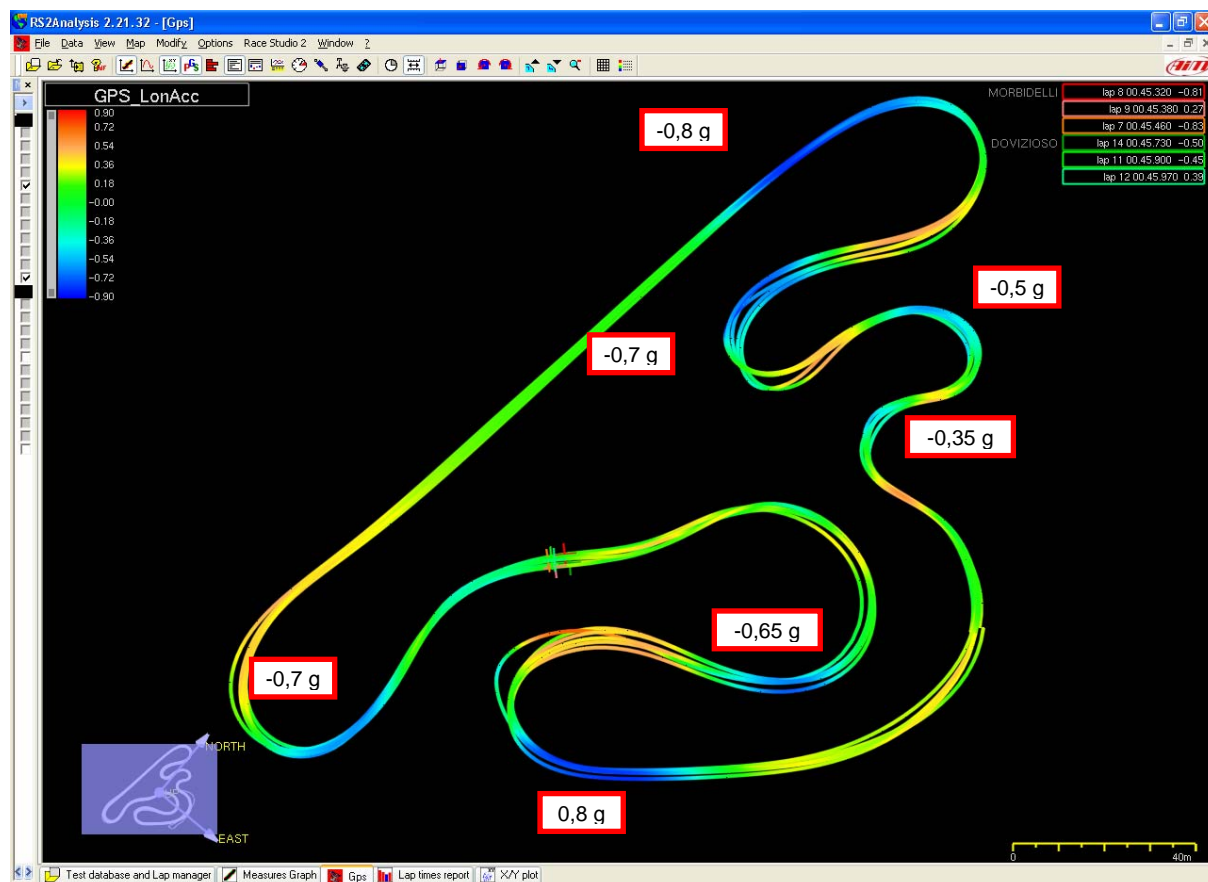 RS2Analysis 2.21.32 - [Gps]
File Data View Map Modify Options Race Studio 2 Window ?
AiM
GPS_LonAcc
0.90
0.72
0.54
0.36
0.18
-0.00
-0.18
-0.36
-0.54
-0.72
-0.90
MORBIDELLI
lap 8 00.45.320 -0.81
lap 9 00.45.380 0.27
lap 7 00.45.460 -0.83
DOVIZIOSO
lap 14 00.45.730 -0.50
lap 11 00.45.900 -0.45
lap 12 00.45.970 0.39
-0,8 g
-0,5 g
-0,7 g
-0,35 g
-0,65 g
-0,7 g
0,8 g
NORTH
EAST
0 40m
Test database and Lap manager Measures Graph Gps Lap times report X/Y plot